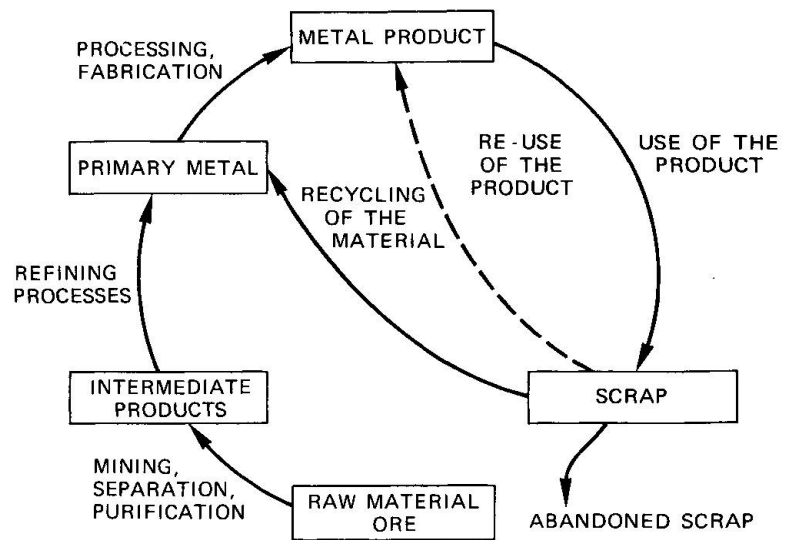 METAL PRODUCT
PROCESSING,
FABRICATION
PRIMARY METAL
RE-USE
OF THE
PRODUCT
USE OF THE
PRODUCT
RECYCLING
OF THE
MATERIAL
REFINING
PROCESSES
INTERMEDIATE
PRODUCTS
SCRAP
MINING,
SEPARATION,
PURIFICATION
RAW MATERIAL
ORE
ABANDONED SCRAP